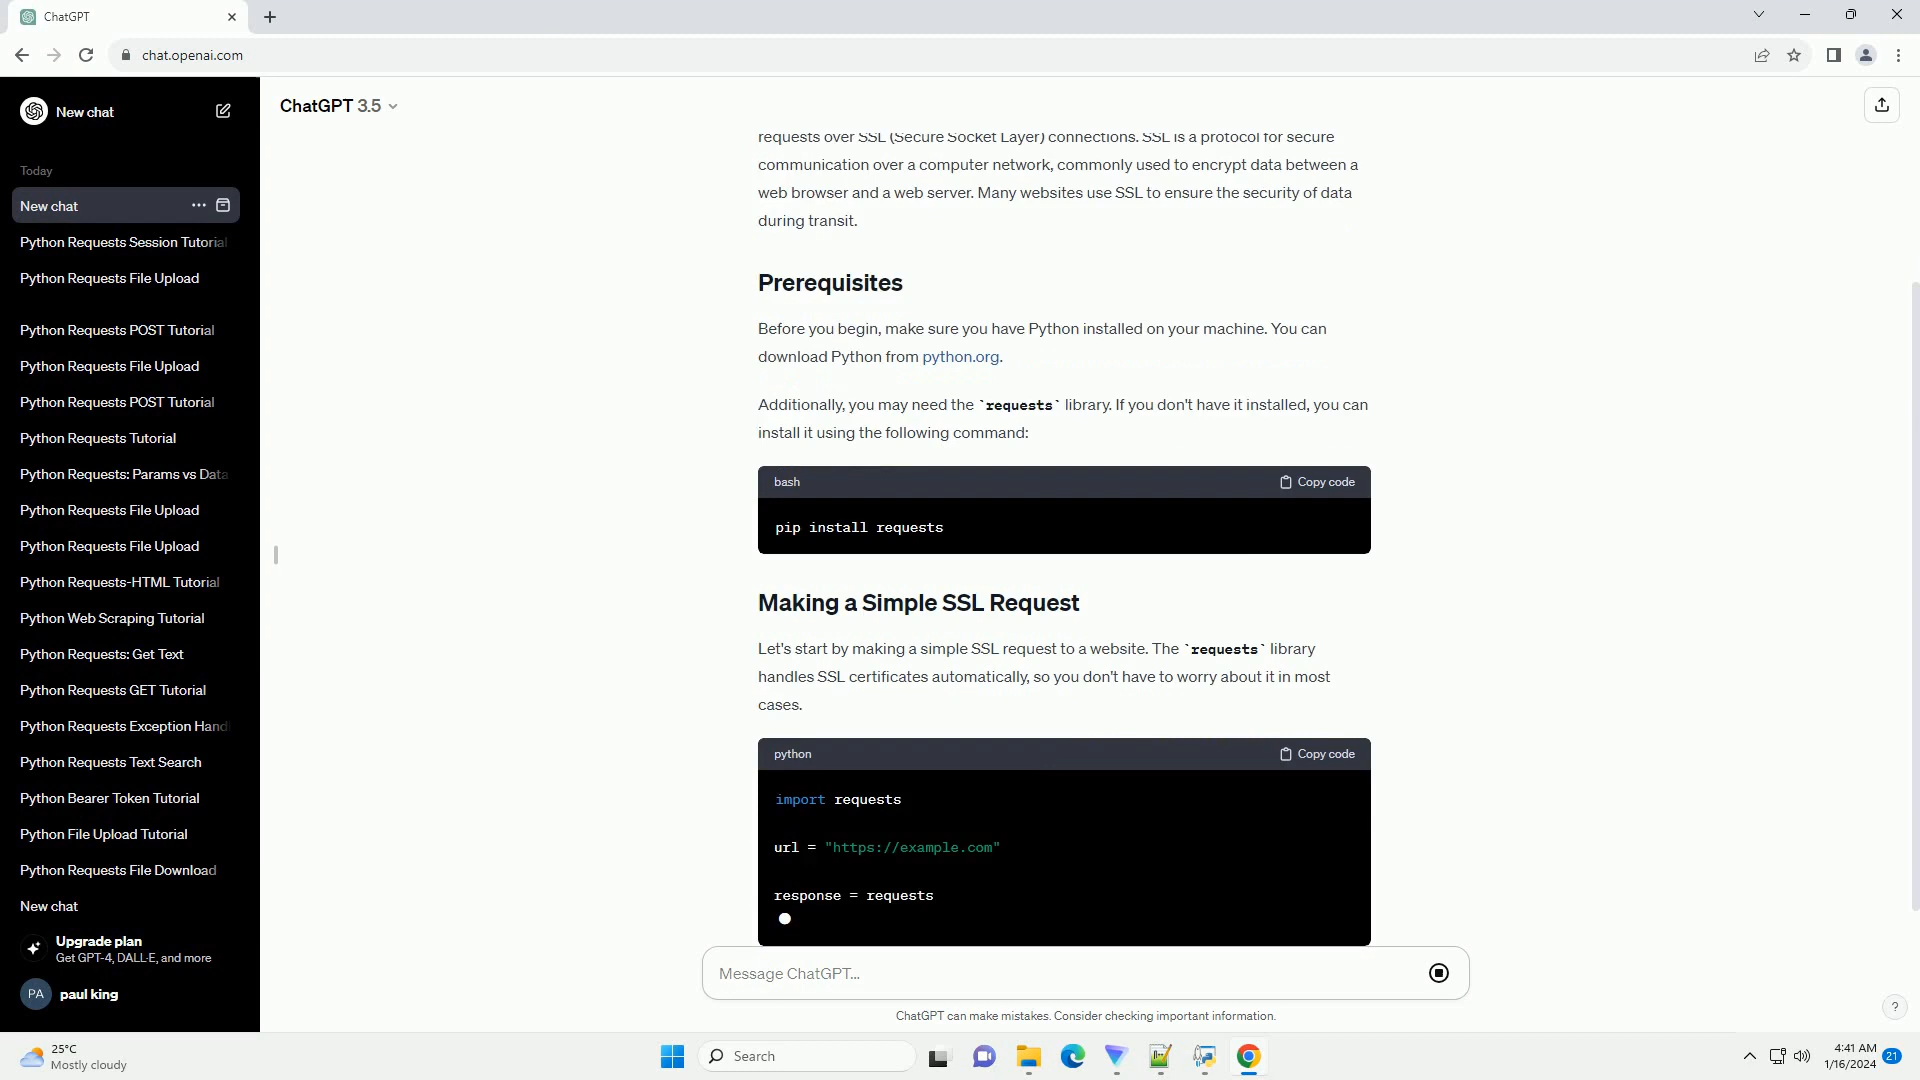 ChatGPT
chat.openai.com
New chat
Today
New chat
Python Requests Session Tutorial
Python Requests File Upload
Python Requests POST Tutorial
Python Requests File Upload
Python Requests POST Tutorial
Python Requests Tutorial
Python Requests: Params vs Data
Python Requests File Upload
Python Requests File Upload
Python Requests-HTML Tutorial
Python Web Scraping Tutorial
Python Requests: Get Text
Python Requests GET Tutorial
Python Requests Exception Hand
Python Requests Text Search
Python Bearer Token Tutorial
Python File Upload Tutorial
Python Requests File Download
New chat
Upgrade plan
Get GPT-4, DALL·E, and more
PA paul king
ChatGPT 3.5
requests over SSL (Secure Socket Layer) connections. SSL is a protocol for secure
communication over a computer network, commonly used to encrypt data between a
web browser and a web server. Many websites use SSL to ensure the security of data
during transit.
Prerequisites
Before you begin, make sure you have Python installed on your machine. You can
download Python from python.org.
Additionally, you may need the `requests` library. If you don't have it installed, you can
install it using the following command:
bash Copy code
pip install requests
Making a Simple SSL Request
Let's start by making a simple SSL request to a website. The `requests` library
handles SSL certificates automatically, so you don't have to worry about it in most
cases.
python Copy code
import requests
url = "https://example.com"
response = requests
Message ChatGPT...
ChatGPT can make mistakes. Consider checking important information.
?
25°C
Mostly cloudy
Search
4:41 AM
1/16/2024
21